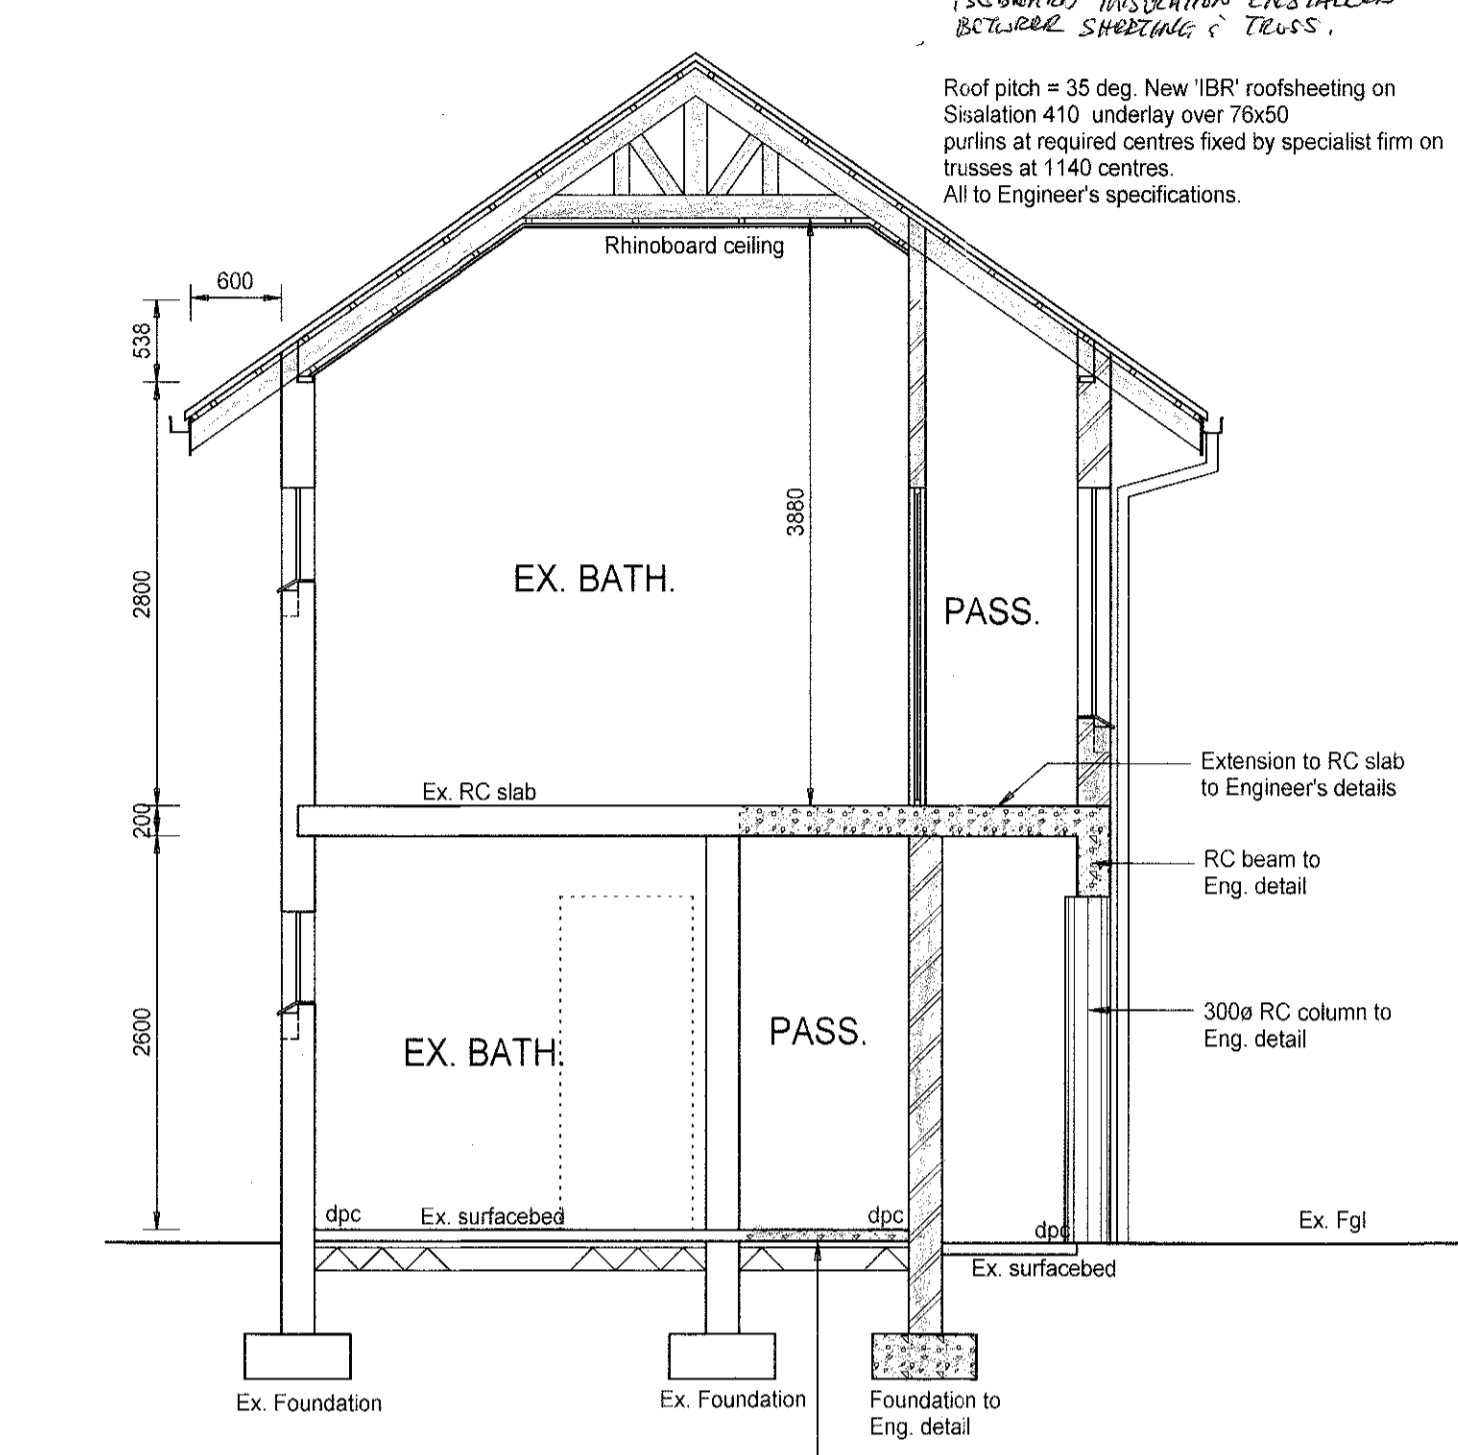 INSULATION INSTALLED
BETWEEN SHEETING & TRUSS.
Roof pitch = 35 deg. New 'IBR' roofsheeting on
Sisalation 410 underlay over 76x50
purlins at required centres fixed by specialist firm on
trusses at 1140 centres.
All to Engineer's specifications.
Rhinoboard ceiling
600
538
3880
2800
EX. BATH.
PASS.
Extension to RC slab
to Engineer's details
Ex. RC slab
200
RC beam to
Eng. detail
2600
300ø RC column to
Eng. detail
PASS.
EX. BATH.
dpc
Ex. surfacebed
dpc
dpc
Ex. Fgl
Ex. surfacebed
Ex. Foundation
Ex. Foundation
Foundation to
Eng. detail